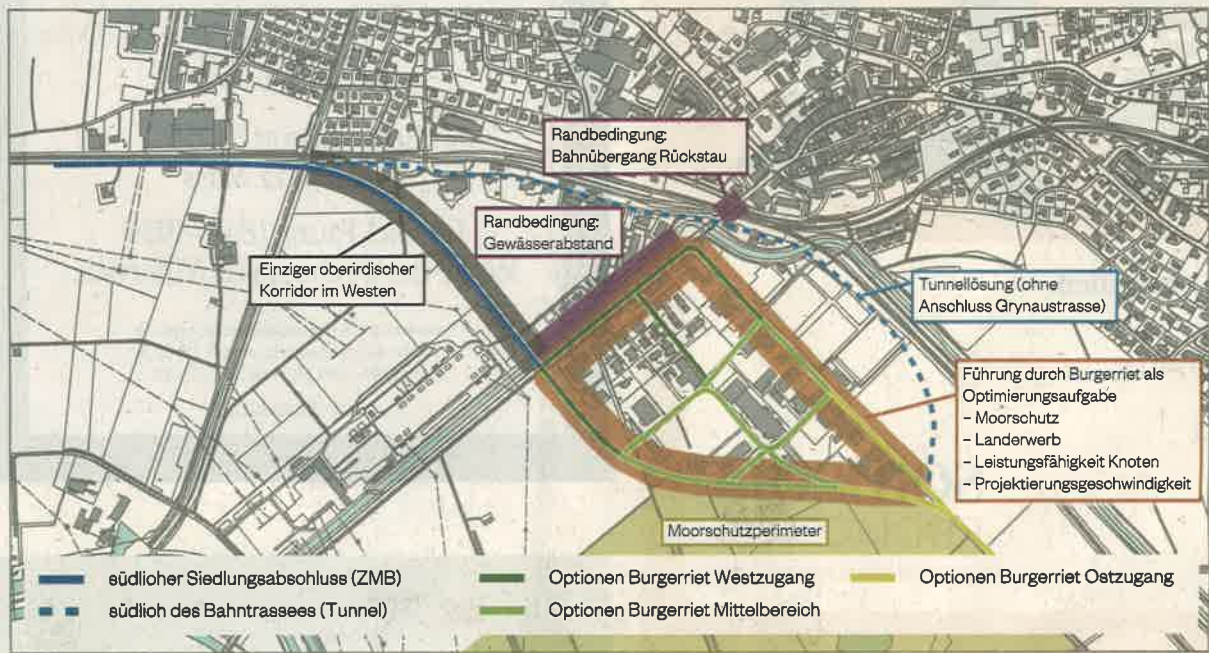 Randbedingung:
Bahnübergang Rückstau
Randbedingung:
Gewässerabstand
Einziger oberirdischer
Korridor im Westen
Tunnellösung (ohne
Anschluss Grynaustrasse)
Führung durch Burgerriet als
Optimierungsaufgabe
– Moorschutz
– Landerwerb
– Leistungsfähigkeit Knoten
– Projektierungsgeschwindigkeit
Moorschutzperimeter
südlicher Siedlungsabschluss (ZMB)
südlich des Bahntrassees (Tunnel)
Optionen Burgerriet Westzugang
Optionen Burgerriet Mittelbereich
Optionen Burgerriet Ostzugang